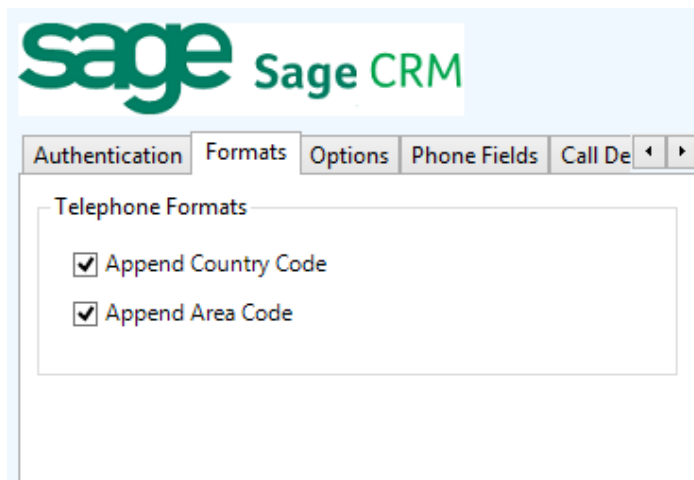 sage Sage CRM
Authentication Formats Options Phone Fields Call De
Telephone Formats
Append Country Code
Append Area Code